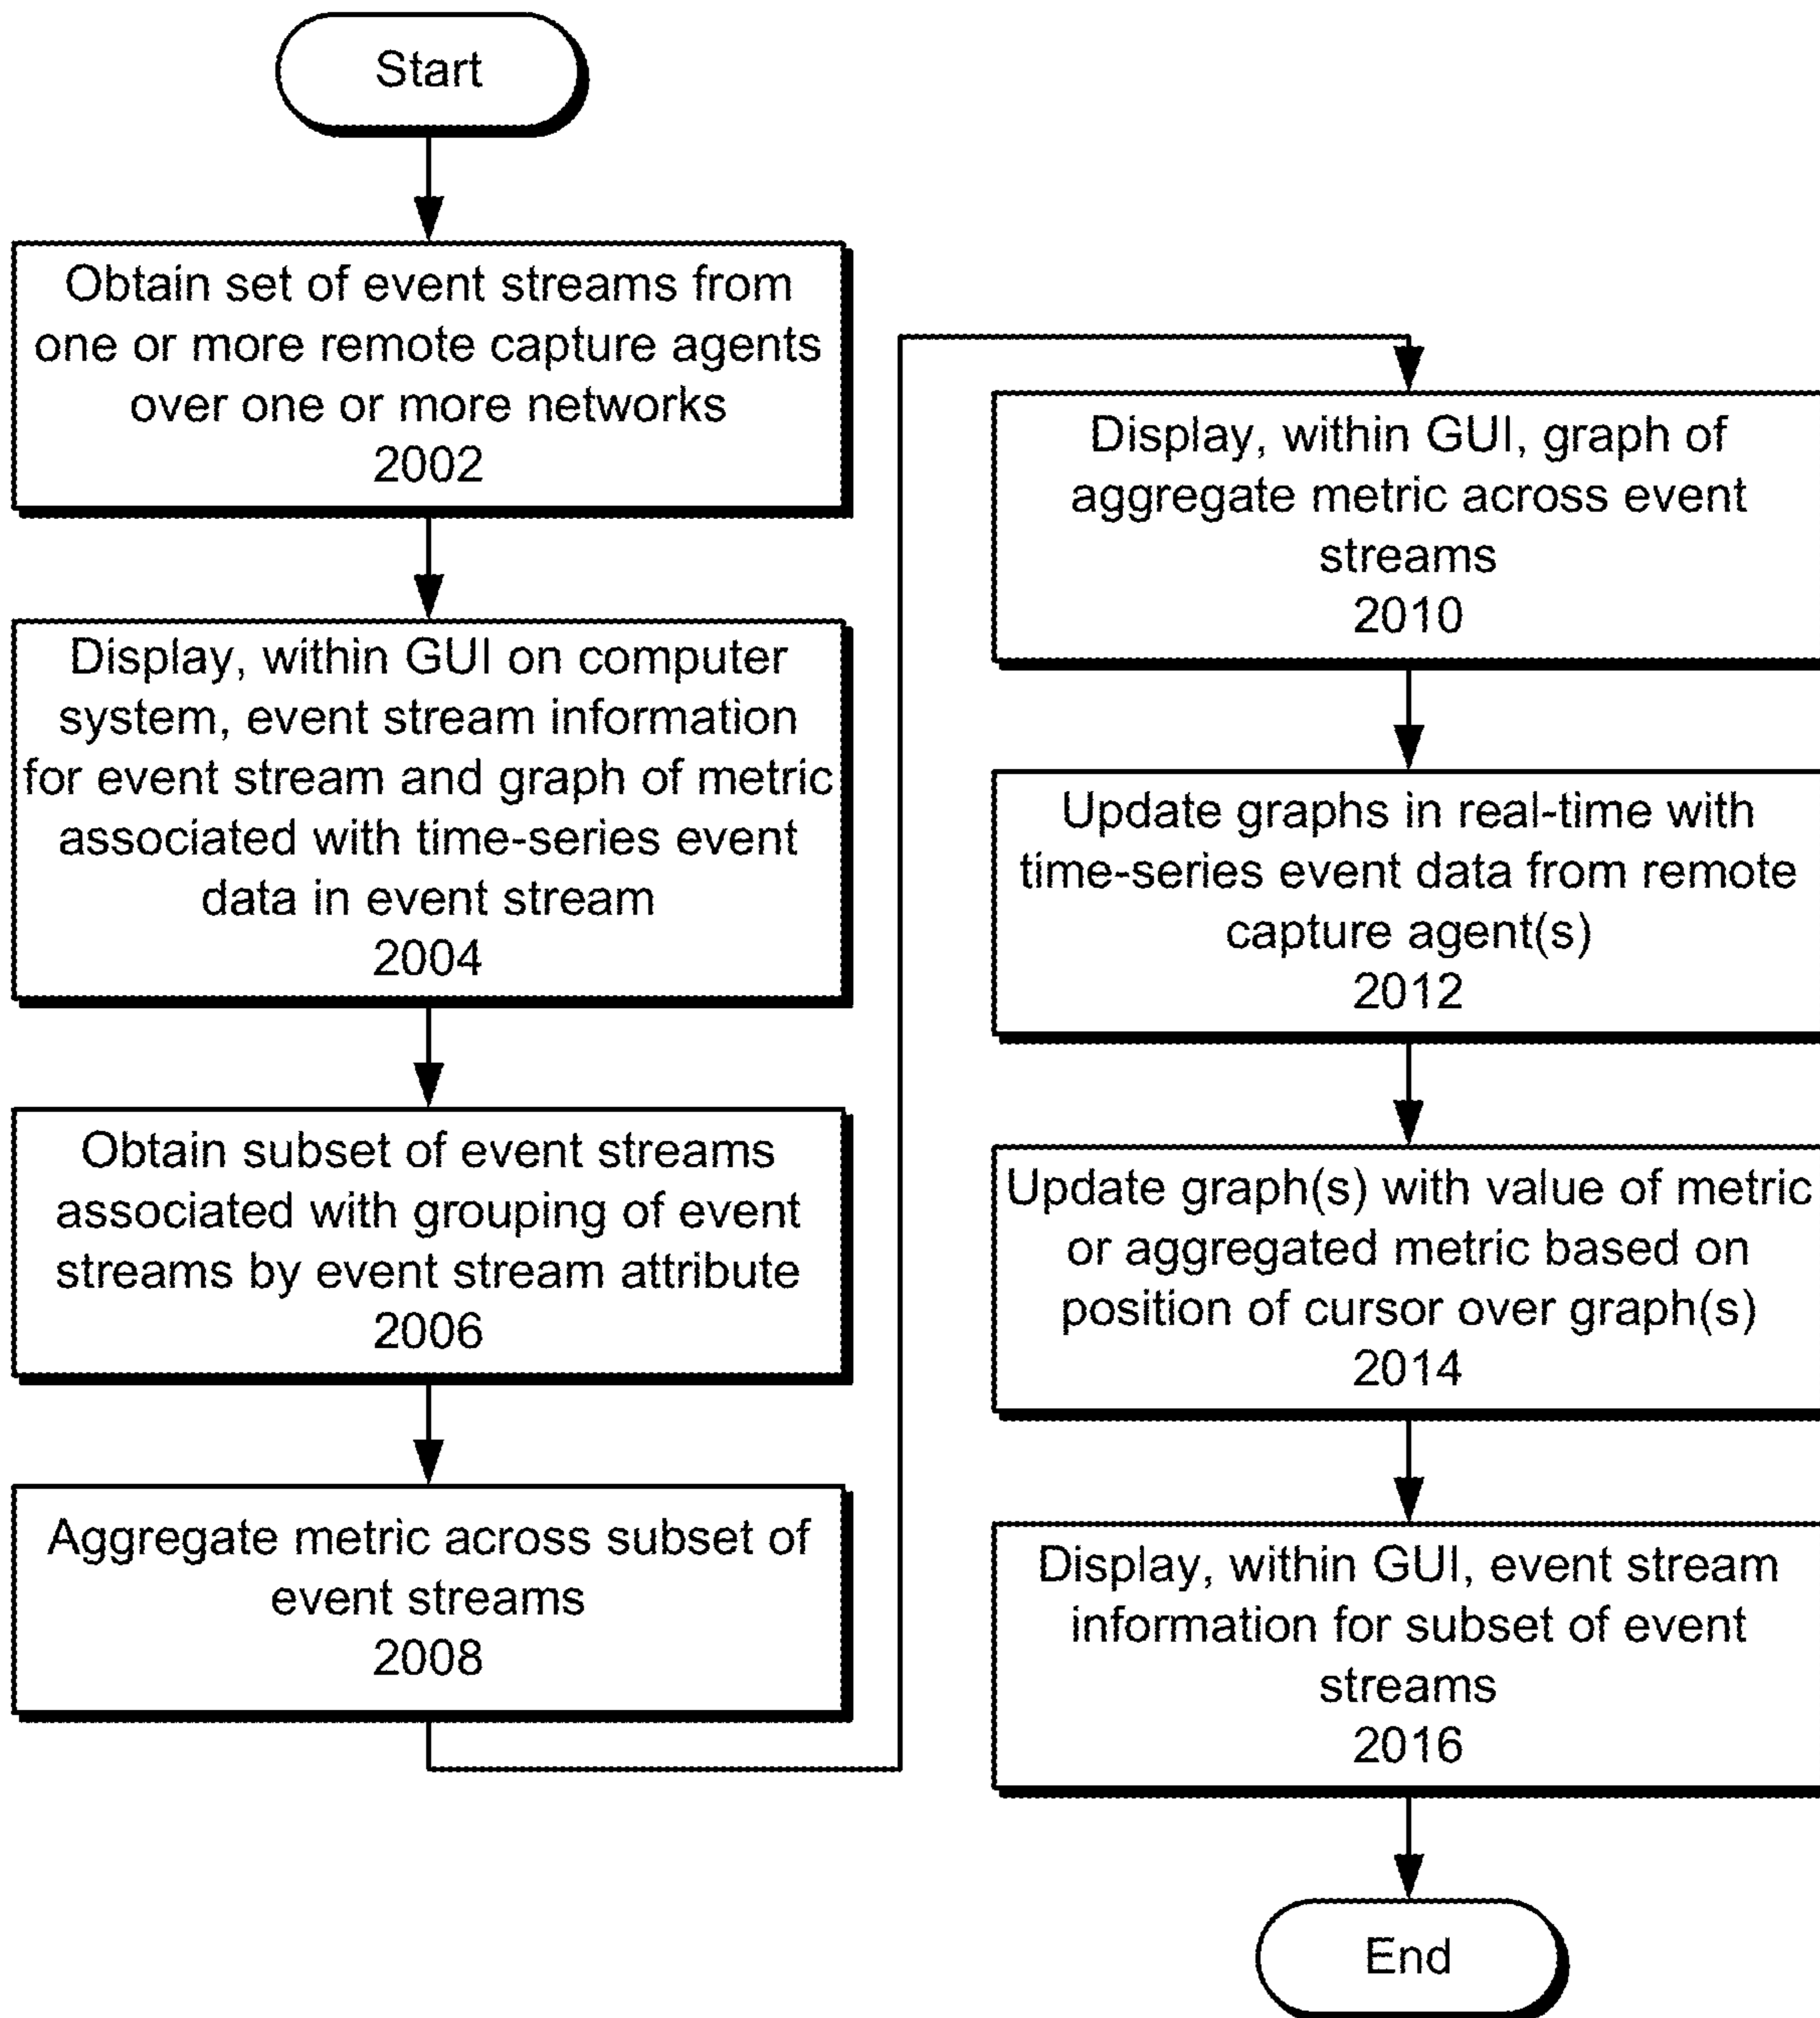 Start
Obtain set of event streams from
one or more remote capture agents
over one or more networks
2002
Display, within GUI on computer
system, event stream information
for event stream and graph of metric
associated with time-series event
data in event stream
2004
Obtain subset of event streams
associated with grouping of event
streams by event stream attribute
2006
Aggregate metric across subset of
event streams
2008
Display, within GUI, graph of
aggregate metric across event
streams
2010
Update graphs in real-time with
time-series event data from remote
capture agent(s)
2012
Update graph(s) with value of metric
or aggregated metric based on
position of cursor over graph(s)
2014
Display, within GUI, event stream
information for subset of event
streams
2016
End